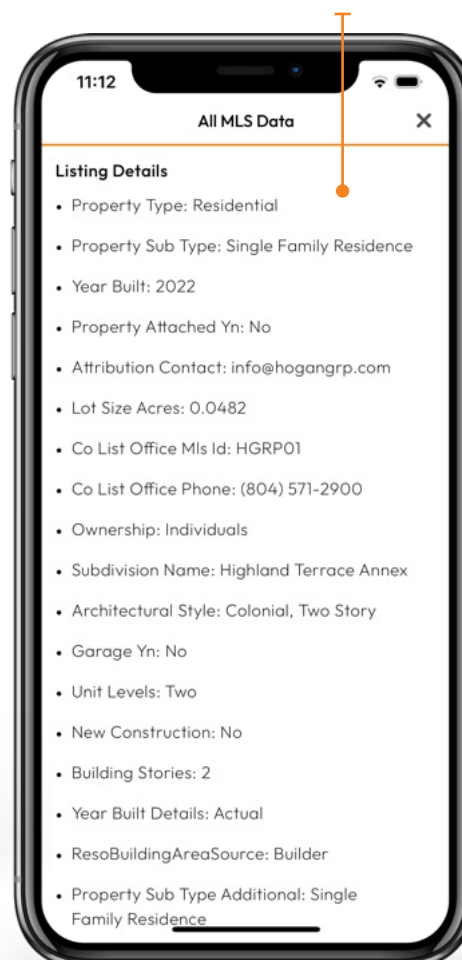 11:12
All MLS Data
Listing Details
• Property Type: Residential
• Property Sub Type: Single Family Residence
• Year Built: 2022
• Property Attached Yn: No
• Attribution Contact: info@hogangrp.com
• Lot Size Acres: 0.0482
• Co List Office Mls Id: HGRP01
• Co List Office Phone: (804) 571-2900
• Ownership: Individuals
• Subdivision Name: Highland Terrace Annex
• Architectural Style: Colonial, Two Story
• Garage Yn: No
• Unit Levels: Two
• New Construction: No
• Building Stories: 2
• Year Built Details: Actual
• ResoBuildingAreaSource: Builder
• Property Sub Type Additional: Single
Family Residence